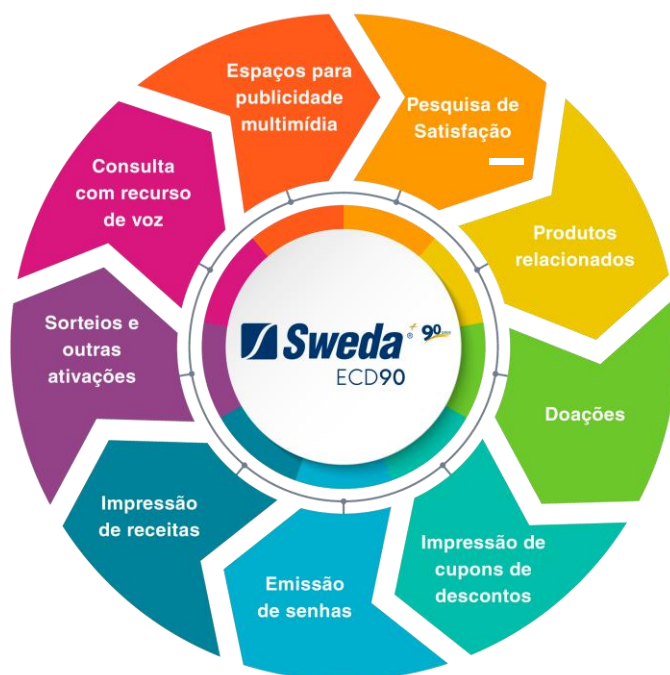 Espaços para
publicidade
multimídia
Pesquisa de
Satisfação
Produtos
relacionados
Doações
Impressão de
cupons de
descontos
Emissão
de senhas
Impressão
de receitas
Sorteios e
outras
ativações
Consulta
com recurso
de voz
Sweda® 90
ECD90